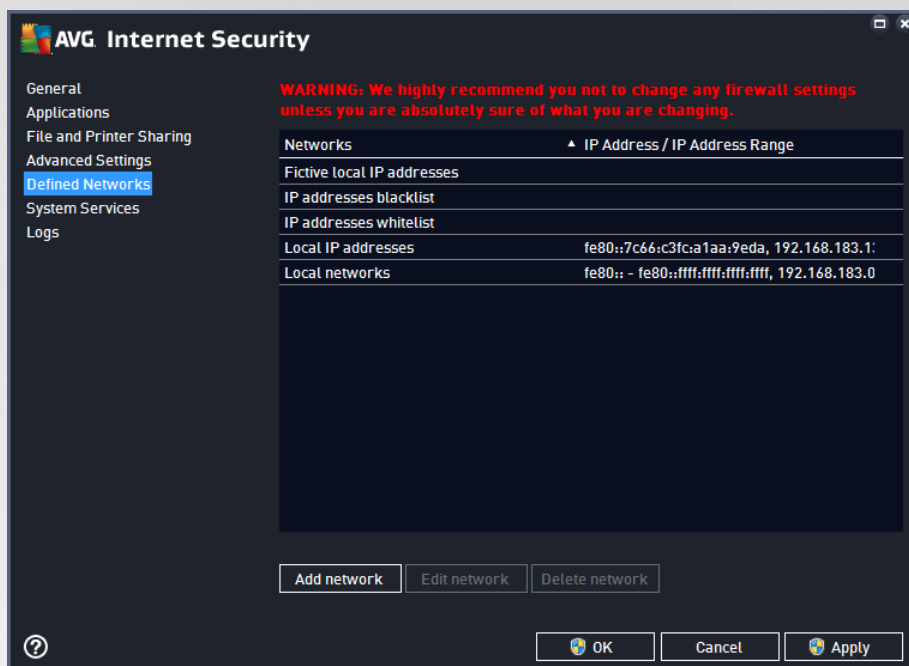 AVG. Internet Security
General
Applications
File and Printer Sharing
Advanced Settings
Defined Networks
System Services
Logs
WARNING: We highly recommend you not to change any firewall settings
unless you are absolutely sure of what you are changing.
Networks IP Address / IP Address Range
Fictive local IP addresses
IP addresses blacklist
IP addresses whitelist
Local IP addresses fe80::7c66:c3fc:a1aa:9eda, 192.168.183.13
Local networks fe80:: - fe80::ffff:ffff:ffff:ffff, 192.168.183.0
Add network Edit network Delete network
OK Cancel Apply